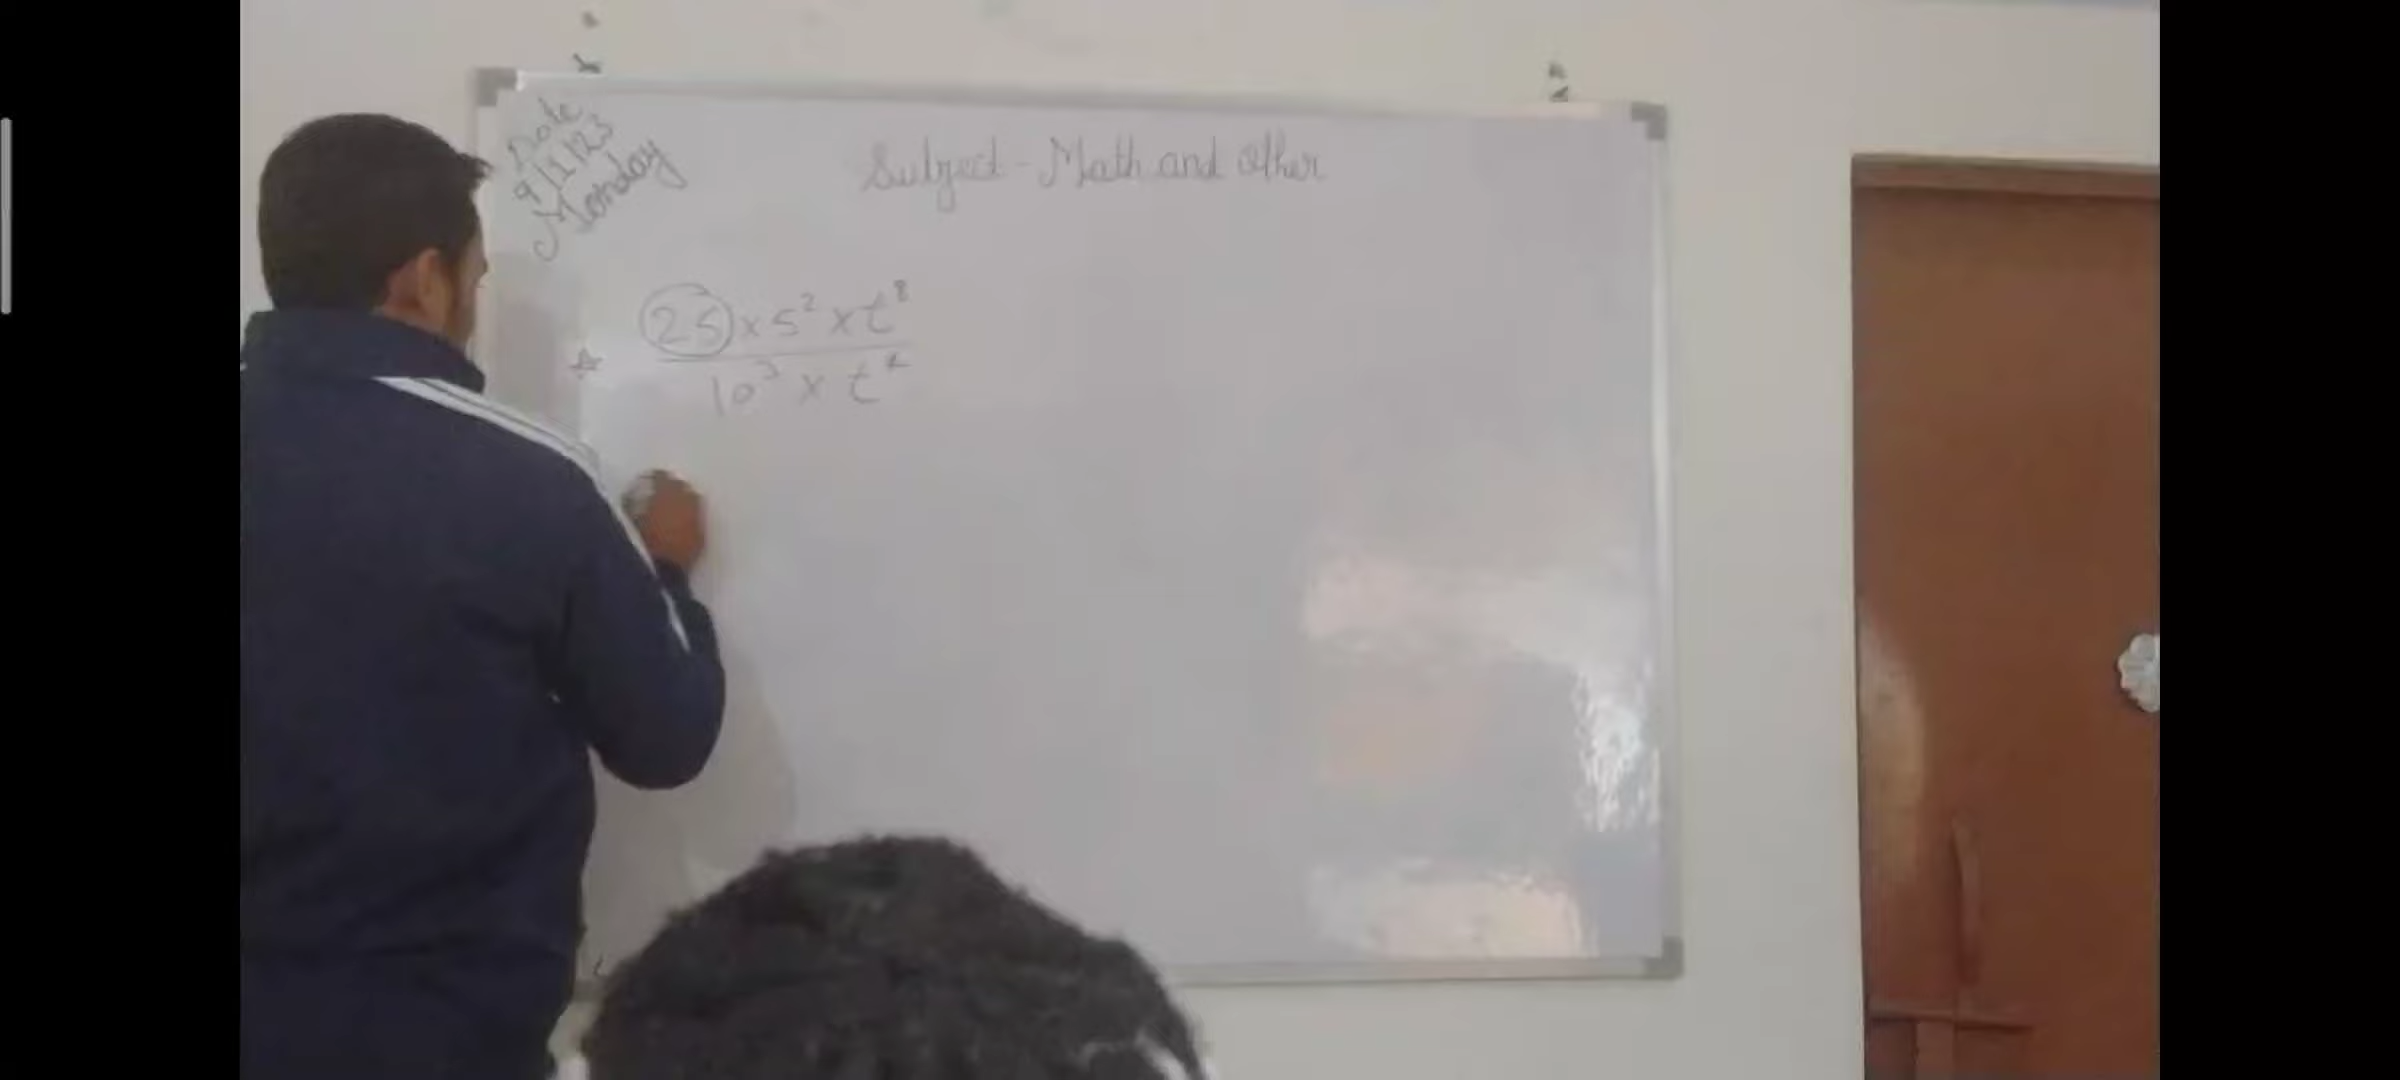 Date
9/1/23
Monday
Subject - Math and Other
25 × 5² × t⁸
10³ × t⁴